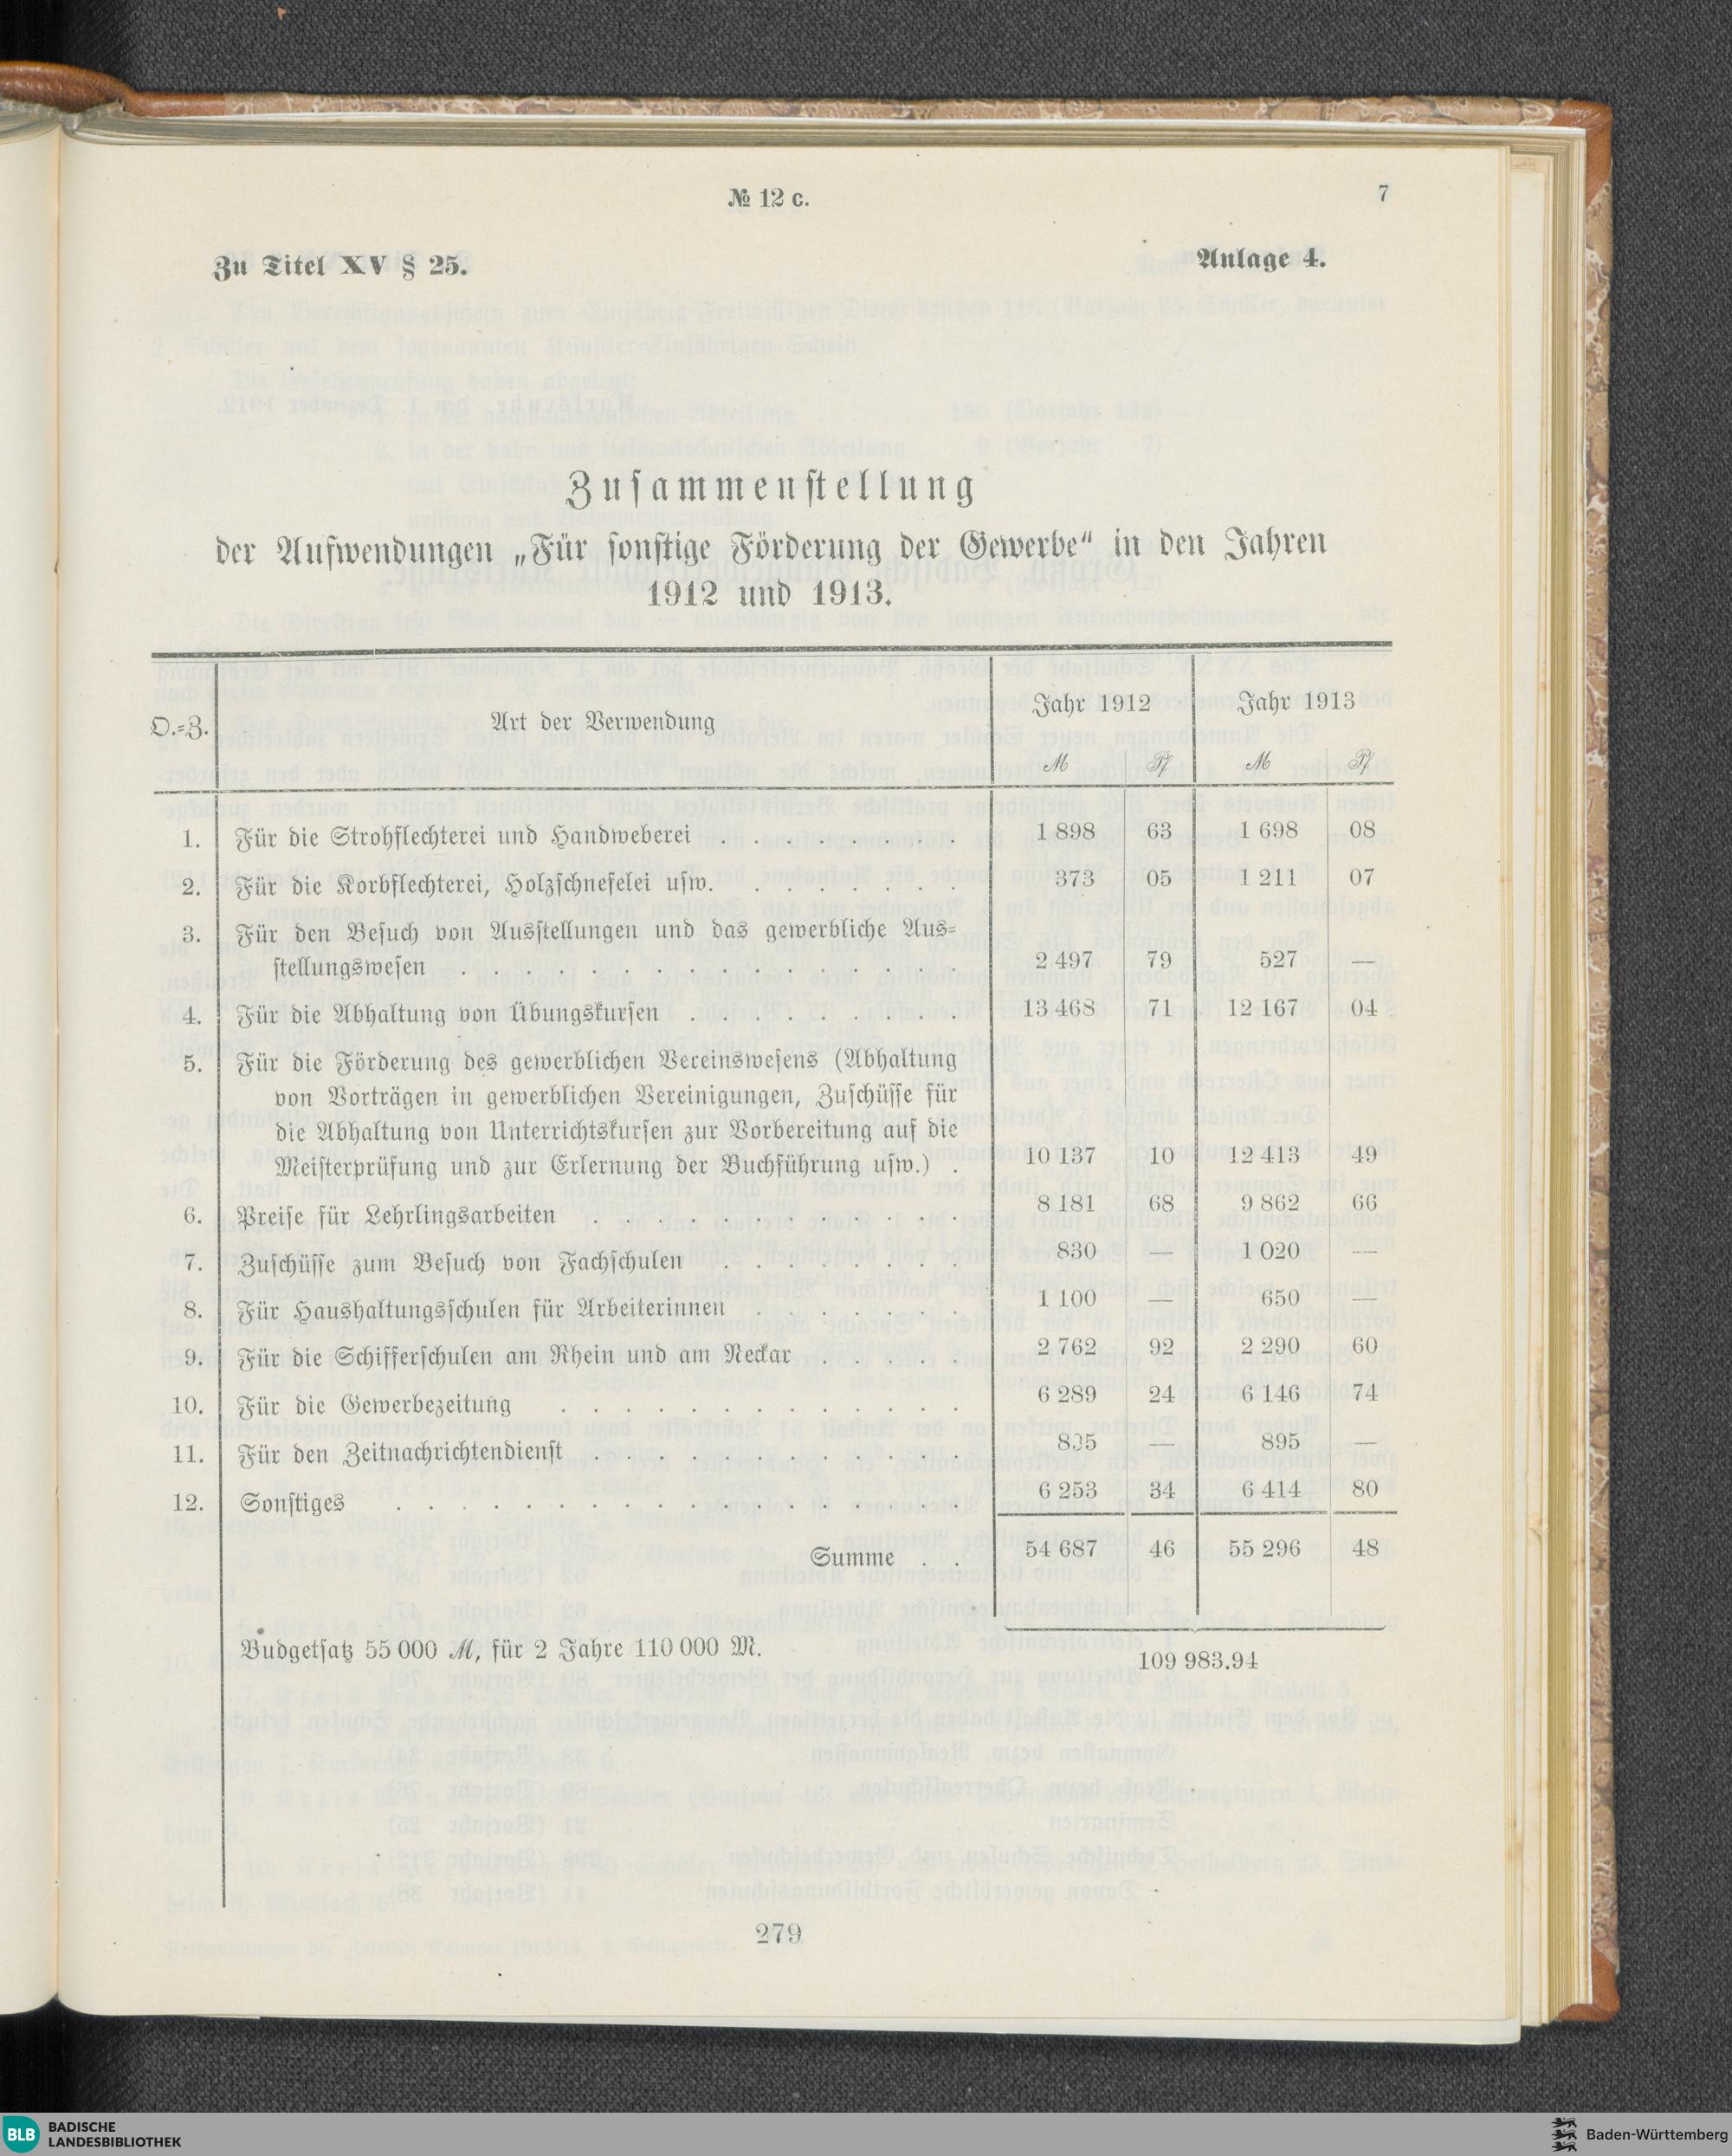 № 12 c.
7
Zu Titel XV § 25.
Anlage 4.
Zusammenstellung
der Aufwendungen „Für sonstige Förderung der Gewerbe“ in den Jahren
1912 und 1913.
O.=Z. Art der Verwendung Jahr 1912 Jahr 1913
M Pf M Pf
1. Für die Strohflechterei und Handweberei . . . . . . . . 1 898 63 1 698 08
2. Für die Korbflechterei, Holzschneselei usw. . . . . . . . 373 05 1 211 07
3. Für den Besuch von Ausstellungen und das gewerbliche Aus=
stellungswesen . . . . . . . . . . . . . . . . 2 497 79 527 —
4. Für die Abhaltung von Übungskursen . . . . . . . . . 13 468 71 12 167 04
5. Für die Förderung des gewerblichen Vereinswesens (Abhaltung
von Vorträgen in gewerblichen Vereinigungen, Zuschüsse für
die Abhaltung von Unterrichtskursen zur Vorbereitung auf die
Meisterprüfung und zur Erlernung der Buchführung usw.) . 10 137 10 12 413 49
6. Preise für Lehrlingsarbeiten . . . . . . . . . . . . 8 181 68 9 862 66
7. Zuschüsse zum Besuch von Fachschulen . . . . . . . . 830 — 1 020 —
8. Für Haushaltungsschulen für Arbeiterinnen . . . . . . . 1 100 — 650 —
9. Für die Schifferschulen am Rhein und am Neckar . . . . . 2 762 92 2 290 60
10. Für die Gewerbezeitung . . . . . . . . . . . . . 6 289 24 6 146 74
11. Für den Zeitnachrichtendienst . . . . . . . . . . . . 895 — 895 —
12. Sonstiges . . . . . . . . . . . . . . . . . . 6 253 34 6 414 80
Summe . . 54 687 46 55 296 48
Budgetsatz 55 000 M, für 2 Jahre 110 000 M.
109 983.94
279
BLB BADISCHE
LANDESBIBLIOTHEK
Baden-Württemberg